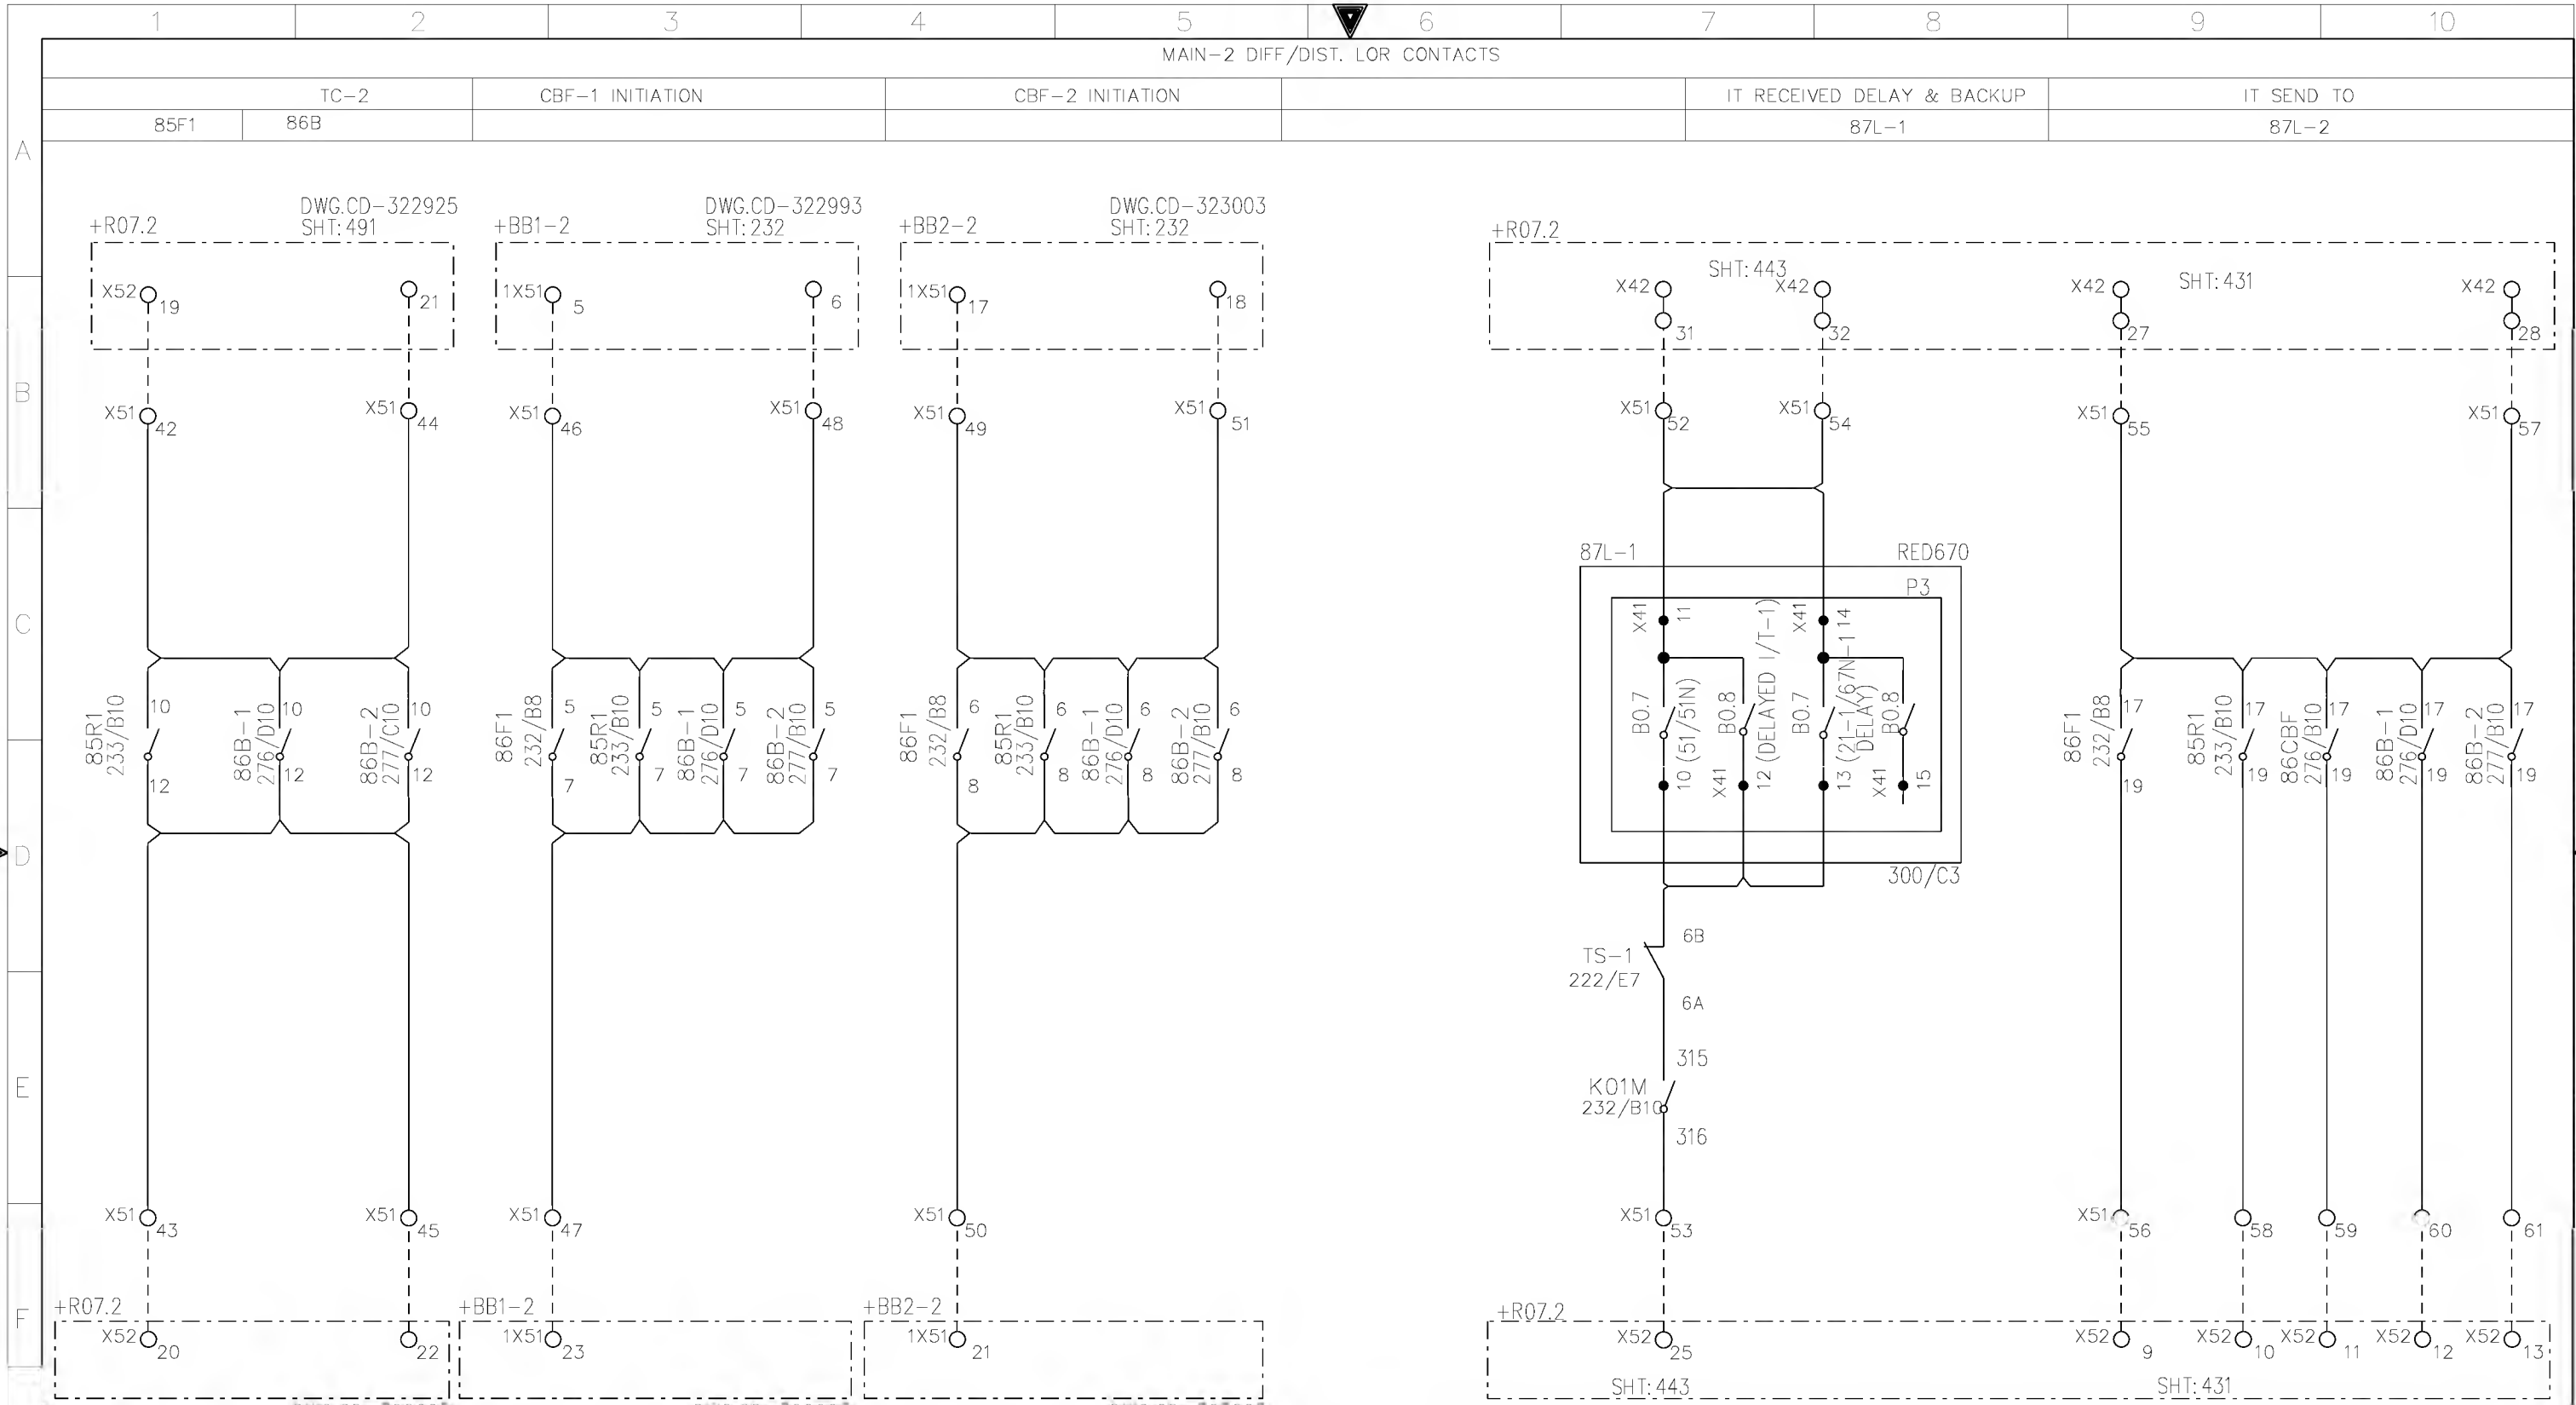 1 2 3 4 5 6 7 8 9 10
MAIN-2 DIFF/DIST. LOR CONTACTS
TC-2 CBF-1 INITIATION CBF-2 INITIATION IT RECEIVED DELAY & BACKUP IT SEND TO
85F1 86B 87L-1 87L-2
A
B
C
D
E
F
+R07.2
DWG.CD-322925
SHT:491
X52 19
21
X51 42
X51 44
85R1
233/B10
10
12
86B-1
276/D10
10
12
86B-2
277/C10
10
12
X51 43
X51 45
+R07.2
X52 20
22
+BB1-2
DWG.CD-322993
SHT:232
1X51 5
6
X51 46
X51 48
86F1
232/B8
5
7
85R1
233/B10
5
7
86B-1
276/D10
5
7
86B-2
277/B10
5
7
X51 47
+BB1-2
1X51 23
+BB2-2
DWG.CD-323003
SHT:232
1X51 17
18
X51 49
X51 51
86F1
232/B8
6
8
85R1
233/B10
6
8
86B-1
276/D10
6
8
86B-2
277/B10
6
8
X51 50
+BB2-2
1X51 21
+R07.2
SHT:443
X42 31
X42 32
X51 52
X51 54
87L-1
RED670
P3
X41 11
B0.7
10 (51/51N)
B0.8
X41
12 (DELAYED I/T-1)
X41 14
B0.7
13 (21-1/67N-1
DELAY)
B0.8
X41 15
300/C3
6B
TS-1
222/E7
6A
315
K01M
232/B10
316
X51 53
+R07.2
X52 25
SHT:443
SHT:431
X42 27
X42 28
X51 55
X51 57
86F1
232/B8
17
19
85R1
233/B10
17
19
86CBF
276/B10
17
19
86B-1
276/D10
17
19
86B-2
277/B10
17
19
X51 56
58
59
60
61
X52 9
X52 10
X52 11
X52 12
X52 13
SHT:431